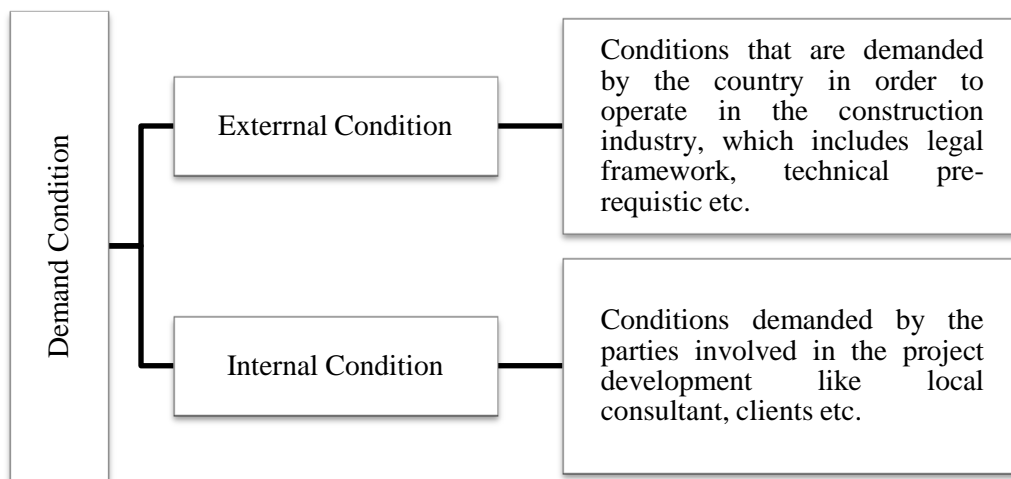 Demand Condition
Exterrnal Condition
Conditions that are demanded
by the country in order to
operate in the construction
industry, which includes legal
framework, technical pre-
requistic etc.
Internal Condition
Conditions demanded by the
parties involved in the project
development like local
consultant, clients etc.